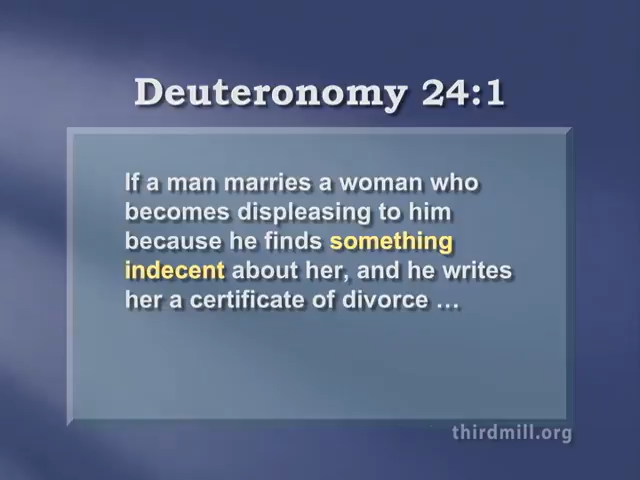 Deuteronomy 24:1
If a man marries a woman who
becomes displeasing to him
because he finds something
indecent about her, and he writes
her a certificate of divorce …
thirdmill.org